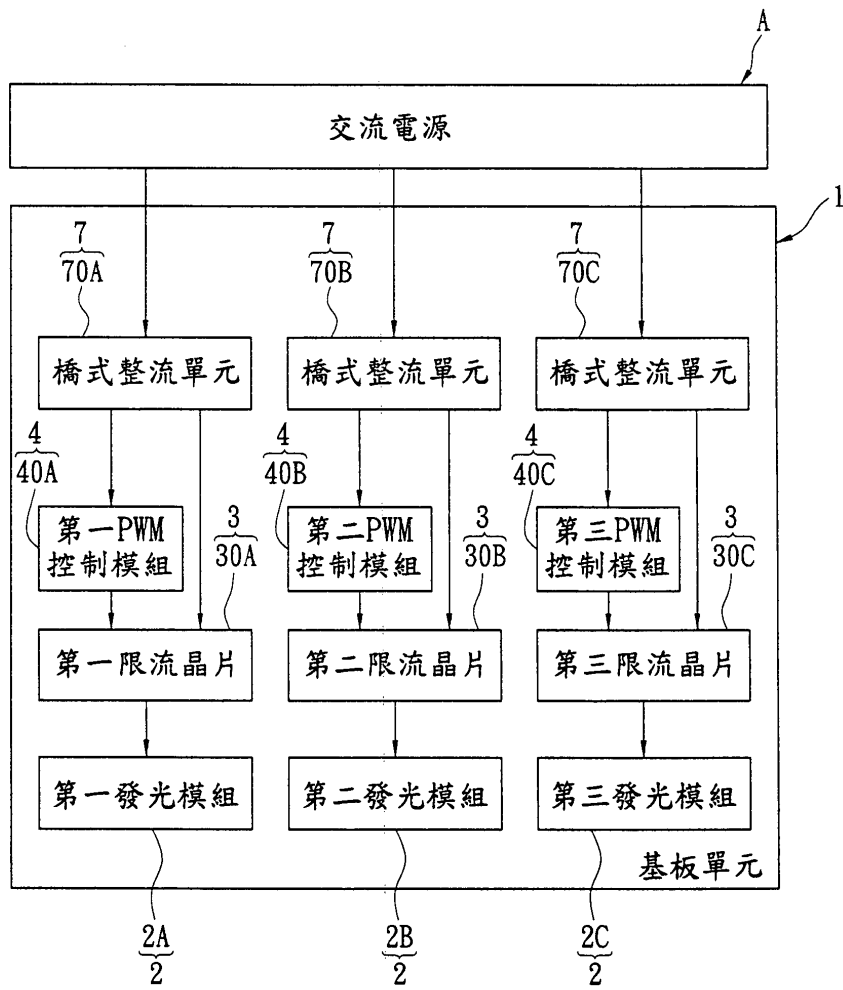 A
交流電源
1
7 7 7
70A 70B 70C
橋式整流單元 橋式整流單元 橋式整流單元
4 4 4
40A 40B 40C
第一PWM 第二PWM 第三PWM
控制模組 控制模組 控制模組
3 3 3
30A 30B 30C
第一限流晶片 第二限流晶片 第三限流晶片
第一發光模組 第二發光模組 第三發光模組
基板單元
2A 2B 2C
2 2 2